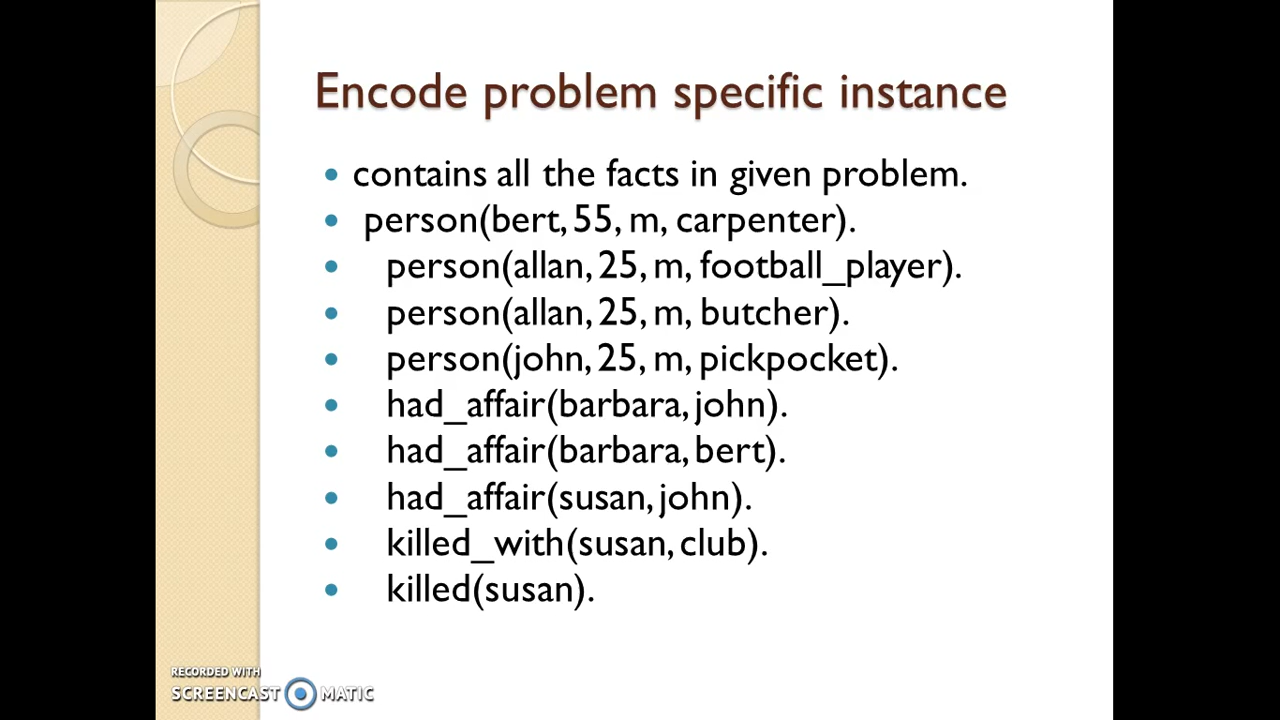 Encode problem specific instance
• contains all the facts in given problem.
• person(bert, 55, m, carpenter).
• person(allan, 25, m, football_player).
• person(allan, 25, m, butcher).
• person(john, 25, m, pickpocket).
• had_affair(barbara, john).
• had_affair(barbara, bert).
• had_affair(susan, john).
• killed_with(susan, club).
• killed(susan).
RECORDED WITH
SCREENCAST MATIC